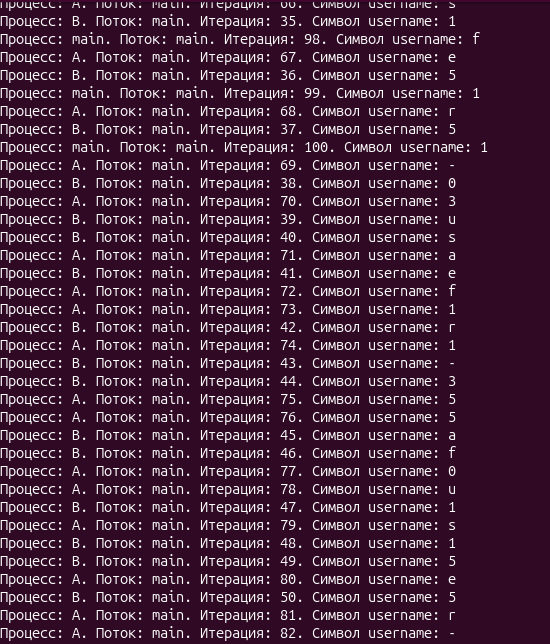 Процесс: A. Поток: main. Итерация: 66. Символ username: s
Процесс: B. Поток: main. Итерация: 35. Символ username: 1
Процесс: main. Поток: main. Итерация: 98. Символ username: f
Процесс: A. Поток: main. Итерация: 67. Символ username: e
Процесс: B. Поток: main. Итерация: 36. Символ username: 5
Процесс: main. Поток: main. Итерация: 99. Символ username: 1
Процесс: A. Поток: main. Итерация: 68. Символ username: r
Процесс: B. Поток: main. Итерация: 37. Символ username: 5
Процесс: main. Поток: main. Итерация: 100. Символ username: 1
Процесс: A. Поток: main. Итерация: 69. Символ username: -
Процесс: B. Поток: main. Итерация: 38. Символ username: 0
Процесс: A. Поток: main. Итерация: 70. Символ username: 3
Процесс: B. Поток: main. Итерация: 39. Символ username: u
Процесс: B. Поток: main. Итерация: 40. Символ username: s
Процесс: A. Поток: main. Итерация: 71. Символ username: a
Процесс: B. Поток: main. Итерация: 41. Символ username: e
Процесс: A. Поток: main. Итерация: 72. Символ username: f
Процесс: A. Поток: main. Итерация: 73. Символ username: 1
Процесс: B. Поток: main. Итерация: 42. Символ username: r
Процесс: A. Поток: main. Итерация: 74. Символ username: 1
Процесс: B. Поток: main. Итерация: 43. Символ username: -
Процесс: B. Поток: main. Итерация: 44. Символ username: 3
Процесс: A. Поток: main. Итерация: 75. Символ username: 5
Процесс: A. Поток: main. Итерация: 76. Символ username: 5
Процесс: B. Поток: main. Итерация: 45. Символ username: a
Процесс: B. Поток: main. Итерация: 46. Символ username: f
Процесс: A. Поток: main. Итерация: 77. Символ username: 0
Процесс: A. Поток: main. Итерация: 78. Символ username: u
Процесс: B. Поток: main. Итерация: 47. Символ username: 1
Процесс: A. Поток: main. Итерация: 79. Символ username: s
Процесс: B. Поток: main. Итерация: 48. Символ username: 1
Процесс: B. Поток: main. Итерация: 49. Символ username: 5
Процесс: A. Поток: main. Итерация: 80. Символ username: e
Процесс: B. Поток: main. Итерация: 50. Символ username: 5
Процесс: A. Поток: main. Итерация: 81. Символ username: r
Процесс: A. Поток: main. Итерация: 82. Символ username: -